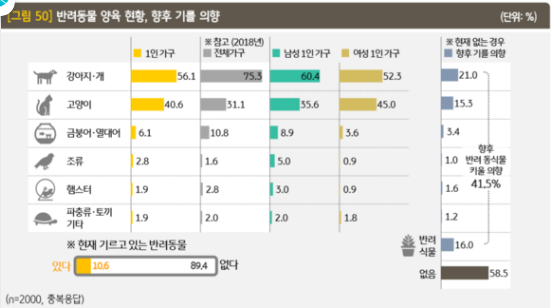 [그림 50] 반려동물 양육 현황, 향후 기를 의향 (단위: %)
1인가구 ※ 참고 (2018년) 전체가구 남성 1인가구 여성 1인가구 ※ 현재 없는 경우 향후 기를 의향
강아지·개 56.1 75.3 60.4 52.3 21.0
고양이 40.6 31.1 35.6 45.0 15.3
금붕어·열대어 6.1 10.8 8.9 3.6 3.4
조류 2.8 1.6 5.0 0.9 1.0
햄스터 1.9 2.8 3.0 0.9 1.6
파충류·토끼 기타 1.9 2.0 2.0 1.8 1.2
향후
반려 동식물
키울 의향
41.5%
반려 식물 16.0
없음 58.5
※ 현재 기르고 있는 반려동물
있다 10.6 89.4 없다
(n=2000, 중복응답)